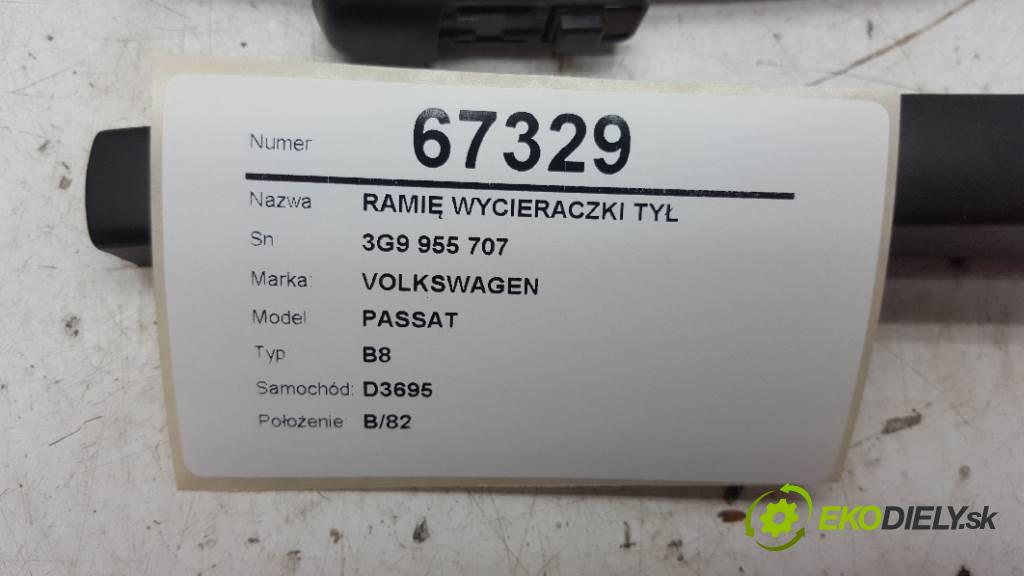 Numer 67329
Nazwa RAMIĘ WYCIERACZKI TYŁ
Sn 3G9 955 707
Marka: VOLKSWAGEN
Model PASSAT
Typ B8
Samochód: D3695
Położenie B/82
EKODIELY.sk